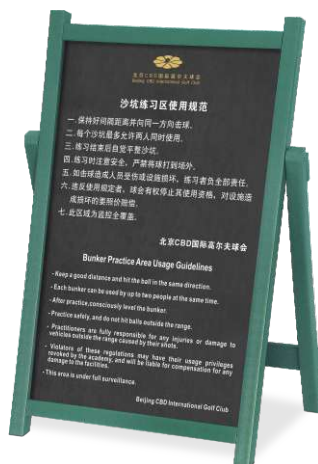 北京CBD国际高尔夫球会
Beijing CBD International Golf Club
沙坑练习区使用规范
一.保持好间隔距离并向同一方向击球。
二.每个沙坑最多允许两人同时使用。
三.练习结束后自觉平整沙坑。
四.练习时注意安全，严禁将球打到场外。
五.如击球造成人员受伤或设施损坏，练习者负全部责任。
六.违反使用规定者，球会有权停止其使用资格，对设施造
成损坏的要照价赔偿。
七.此区域为监控全覆盖。
北京CBD国际高尔夫球会
Bunker Practice Area Usage Guidelines
- Keep a good distance and hit the ball in the same direction.
- Each bunker can be used by up to two people at the same time.
- After practice,consciously level the bunker.
- Practice safely, and do not hit balls outside the range.
- Practitioners are fully responsible for any injuries or damage to
vehicles outside the range caused by their shots.
- Violators of these regulations may have their usage privileges
revoked by the academy, and will be liable for compensation for any
damage to the facilities.
- This area is under full surveillance.
Beijing CBD International Golf Club